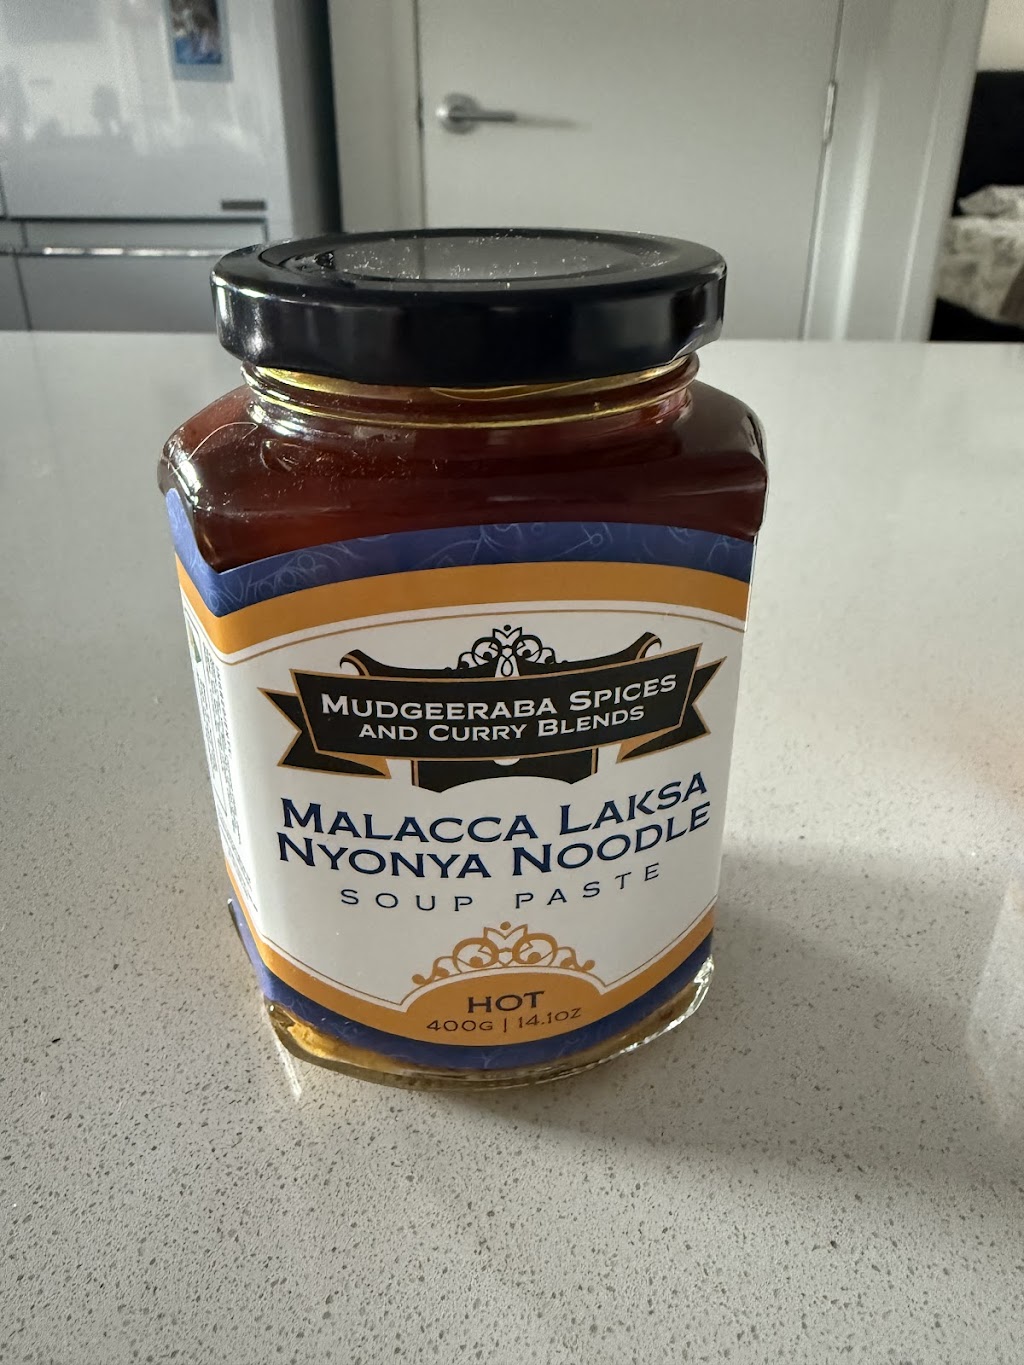 MUDGEERABA SPICES
AND CURRY BLENDS
MALACCA LAKSA
NYONYA NOODLE
SOUP PASTE
HOT
400G | 14.1OZ